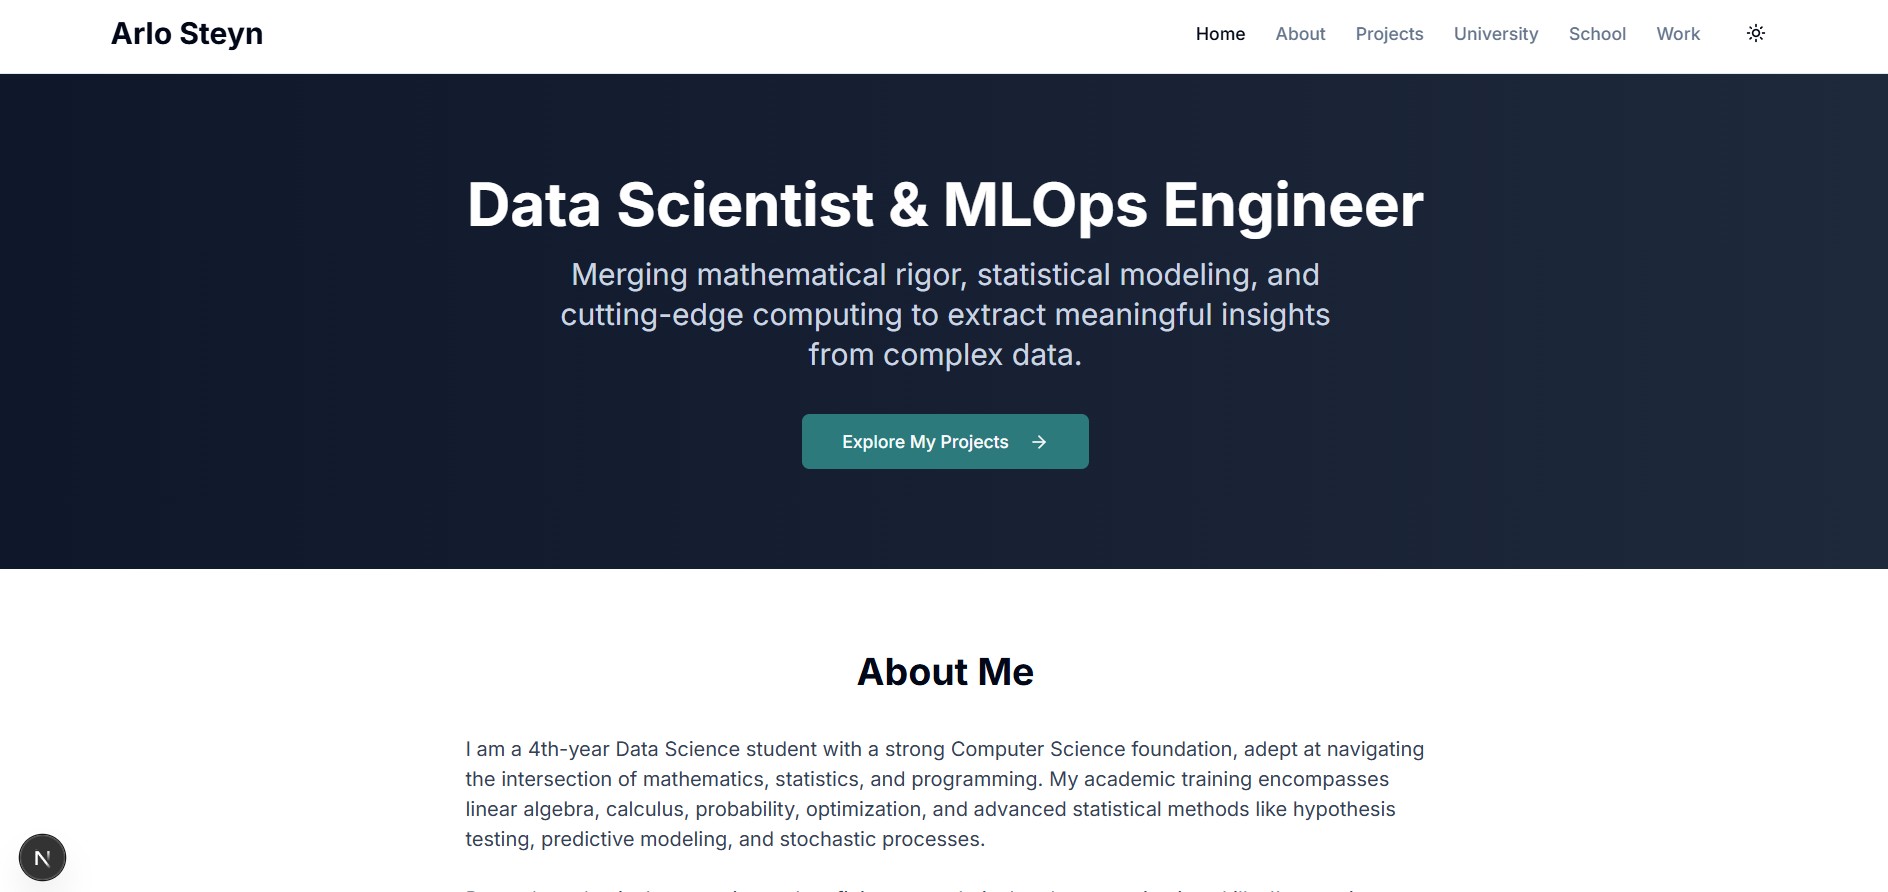 Arlo Steyn
Home About Projects University School Work
Data Scientist & MLOps Engineer
Merging mathematical rigor, statistical modeling, and
cutting-edge computing to extract meaningful insights
from complex data.
Explore My Projects →
About Me
I am a 4th-year Data Science student with a strong Computer Science foundation, adept at navigating
the intersection of mathematics, statistics, and programming. My academic training encompasses
linear algebra, calculus, probability, optimization, and advanced statistical methods like hypothesis
testing, predictive modeling, and stochastic processes.
N